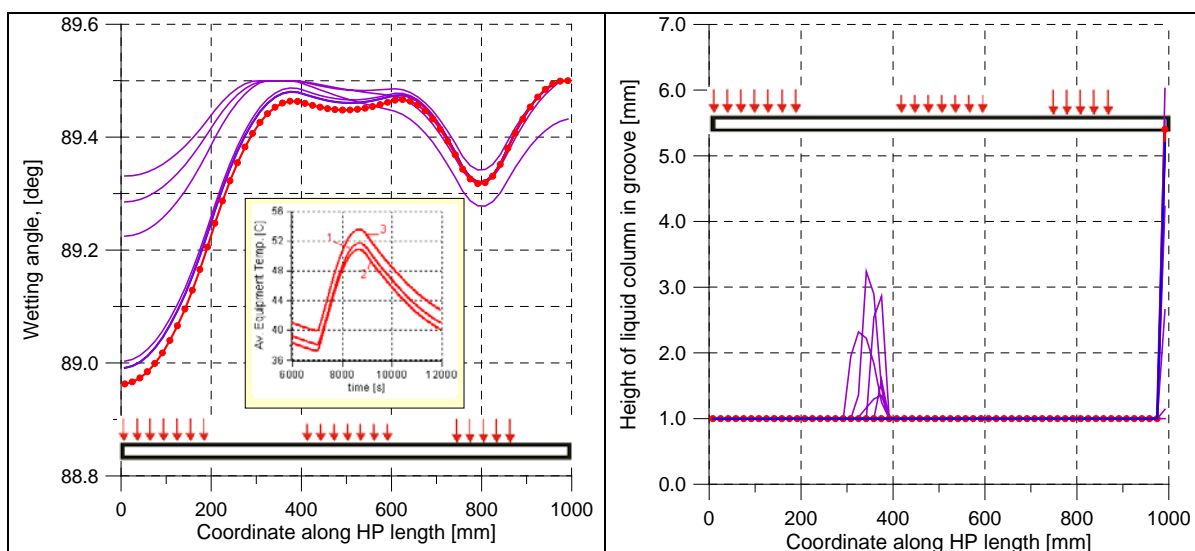 89.6
89.4
89.2
89.0
88.8
Wetting angle, [deg]
0 200 400 600 800 1000
Coordinate along HP length [mm]
56
52
48
44
40
36
Av. Equipment Temp. [C]
1
3
2
6000 8000 10000 12000
time [s]
7.0
6.0
5.0
4.0
3.0
2.0
1.0
0.0
Height of liquid column in groove [mm]
0 200 400 600 800 1000
Coordinate along HP length [mm]